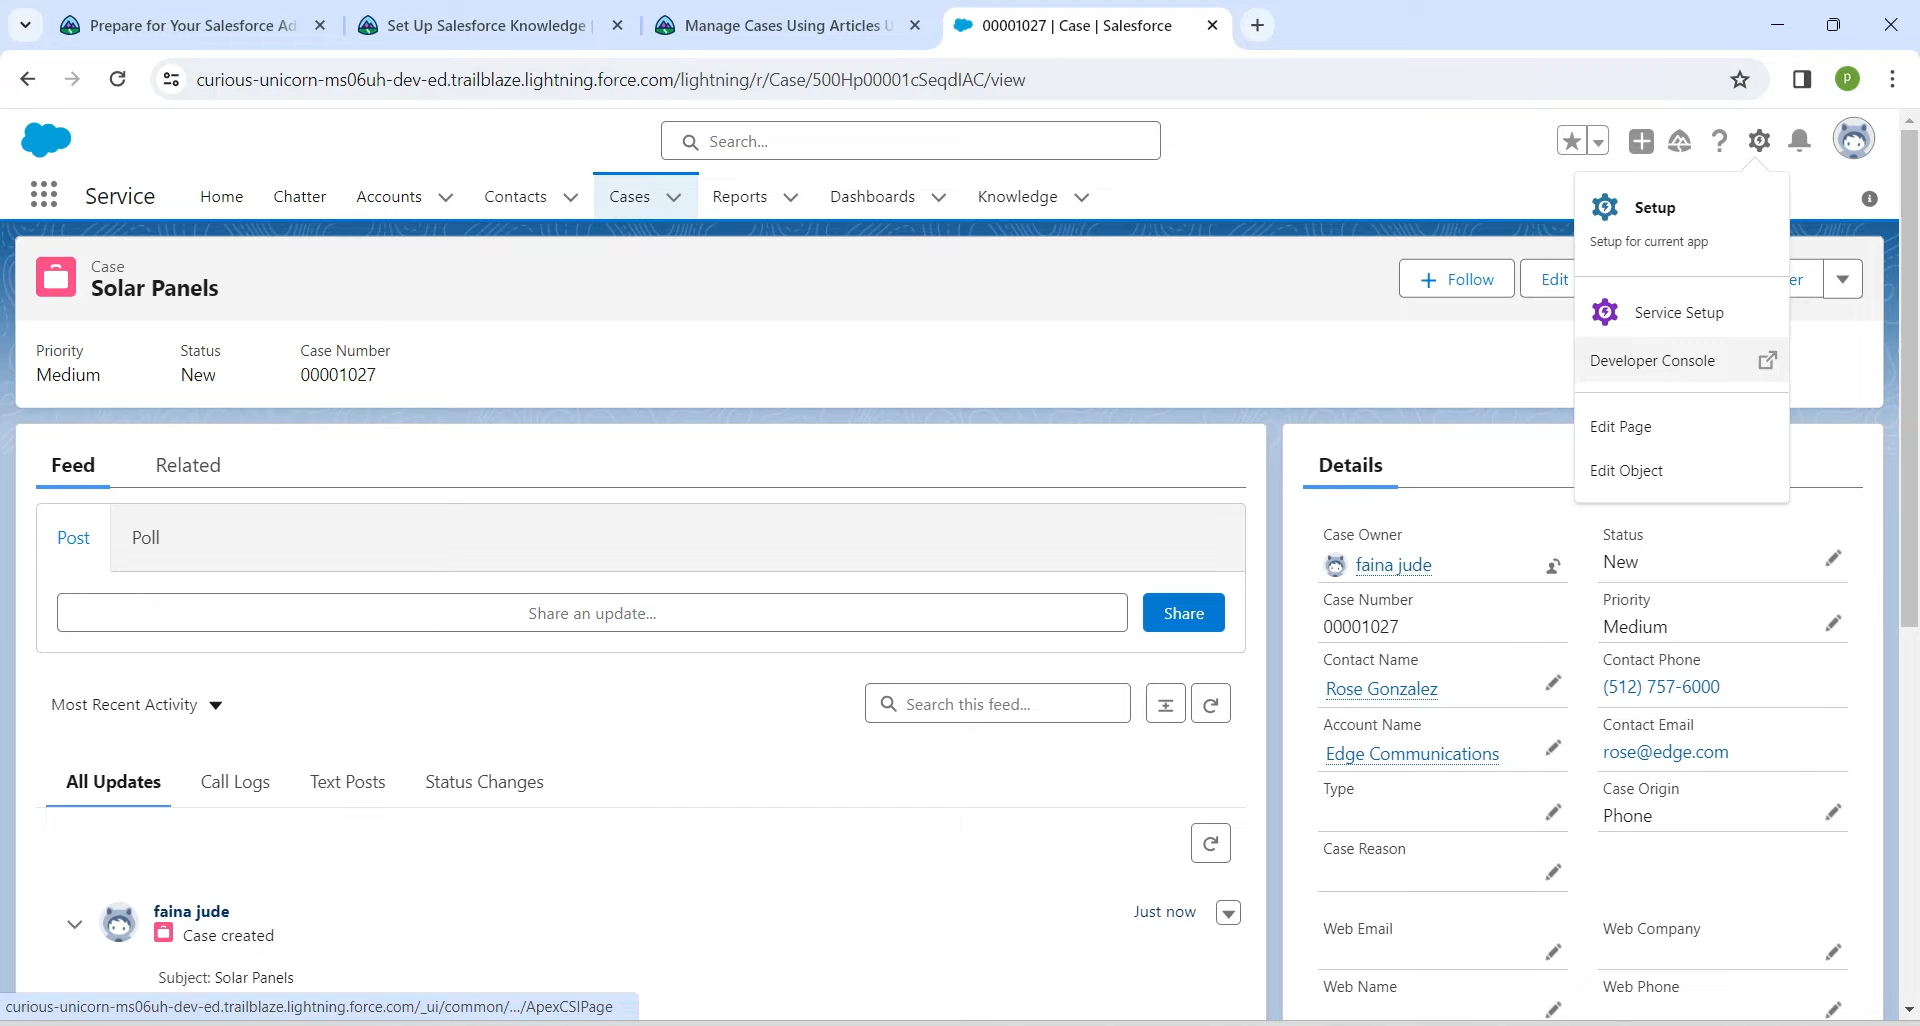 Prepare for Your Salesforce Ad
Set Up Salesforce Knowledge |
Manage Cases Using Articles U
00001027 | Case | Salesforce
curious-unicorn-ms06uh-dev-ed.trailblaze.lightning.force.com/lightning/r/Case/500Hp00001cSeqdIAC/view
P
Search...
Service
Home
Chatter
Accounts
Contacts
Cases
Reports
Dashboards
Knowledge
Setup
Setup for current app
Service Setup
Developer Console
Edit Page
Edit Object
Case
Solar Panels
+ Follow
Edit
er
Priority
Medium
Status
New
Case Number
00001027
Feed
Related
Post
Poll
Share an update...
Share
Most Recent Activity
Search this feed...
All Updates
Call Logs
Text Posts
Status Changes
faina jude
Case created
Just now
Subject: Solar Panels
Details
Case Owner
faina jude
Status
New
Case Number
00001027
Priority
Medium
Contact Name
Rose Gonzalez
Contact Phone
(512) 757-6000
Account Name
Edge Communications
Contact Email
rose@edge.com
Type
Case Origin
Phone
Case Reason
Web Email
Web Company
Web Name
Web Phone
curious-unicorn-ms06uh-dev-ed.trailblaze.lightning.force.com/_ui/common/.../ApexCSIPage